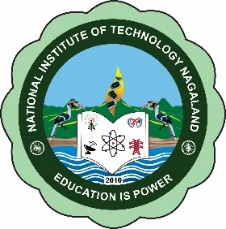 NATIONAL INSTITUTE OF TECHNOLOGY NAGALAND
2010
EDUCATION IS POWER